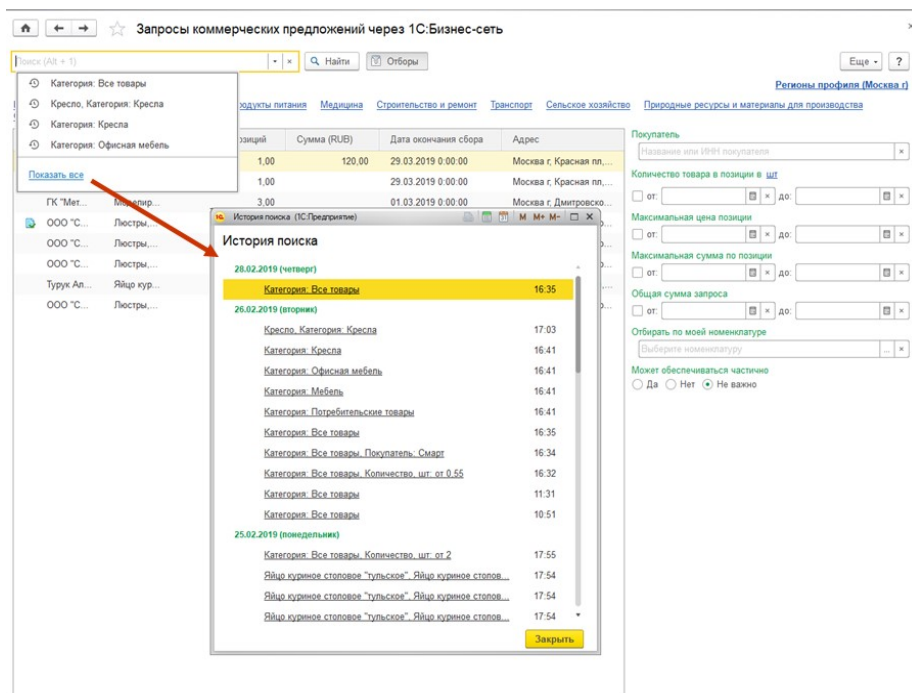 Запросы коммерческих предложений через 1С:Бизнес-сеть
Поиск (Alt + 1)
Найти
Отборы
Еще
?
Регионы профиля (Москва г)
Категория: Все товары
Кресло, Категория: Кресла
Категория: Кресла
Категория: Офисная мебель
Показать все
питания Медицина Строительство и ремонт Транспорт Сельское хозяйство Природные ресурсы и материалы для производства
Сумма (RUB) Дата окончания сбора Адрес
1,00 120,00 29.03.2019 0:00:00 Москва г, Красная пл,...
1,00 29.03.2019 0:00:00 Москва г, Красная пл,...
ГК "Мет... 3,00 01.03.2019 0:00:00 Москва г, Дмитровско...
ООО "С... Люстры,...
ООО "С... Люстры,...
ООО "С... Люстры,...
Турук Ал... Яйцо кур...
ООО "С... Люстры,...
История поиска (1С:Предприятие)
M M+ M-
История поиска
28.02.2019 (четверг)
Категория: Все товары 16:35
26.02.2019 (вторник)
Кресло, Категория: Кресла 17:03
Категория: Кресла 16:41
Категория: Офисная мебель 16:41
Категория: Мебель 16:41
Категория: Потребительские товары 16:41
Категория: Все товары 16:35
Категория: Все товары, Покупатель: Смарт 16:34
Категория: Все товары, Количество, шт: от 0,55 16:32
Категория: Все товары 11:31
Категория: Все товары 10:51
25.02.2019 (понедельник)
Категория: Все товары, Количество, шт: от 2 17:55
Яйцо куриное столовое "тульское", Яйцо куриное столов... 17:54
Яйцо куриное столовое "тульское", Яйцо куриное столов... 17:54
Яйцо куриное столовое "тульское", Яйцо куриное столов... 17:54
Закрыть
Покупатель
Название или ИНН покупателя
Количество товара в позиции в шт
от: до:
Максимальная цена позиции
от: до:
Максимальная сумма по позиции
от: до:
Общая сумма запроса
от: до:
Отбирать по моей номенклатуре
Выберите номенклатуру
Может обеспечиваться частично
Да Нет Не важно